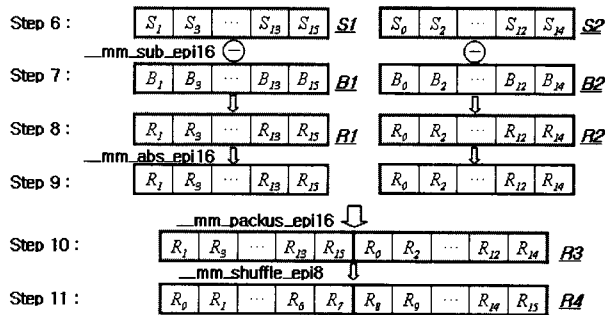 Step 6 : S1 S3 ··· S13 S15 S1 S0 S2 ··· S12 S14 S2
__mm_sub_epi16 − −
Step 7 : B1 B3 ··· B13 B15 B1 B0 B2 ··· B12 B14 B2
Step 8 : R1 R3 ··· R13 R15 R1 R0 R2 ··· R12 R14 R2
__mm_abs_epi16
Step 9 : R1 R3 ··· R13 R15 R0 R2 ··· R12 R14
__mm_packus_epi16
Step 10 : R1 R3 ··· R13 R15 R0 R2 ··· R12 R14 R3
__mm_shuffle_epi8
Step 11 : R0 R1 ··· R6 R7 R8 R9 ··· R14 R15 R4